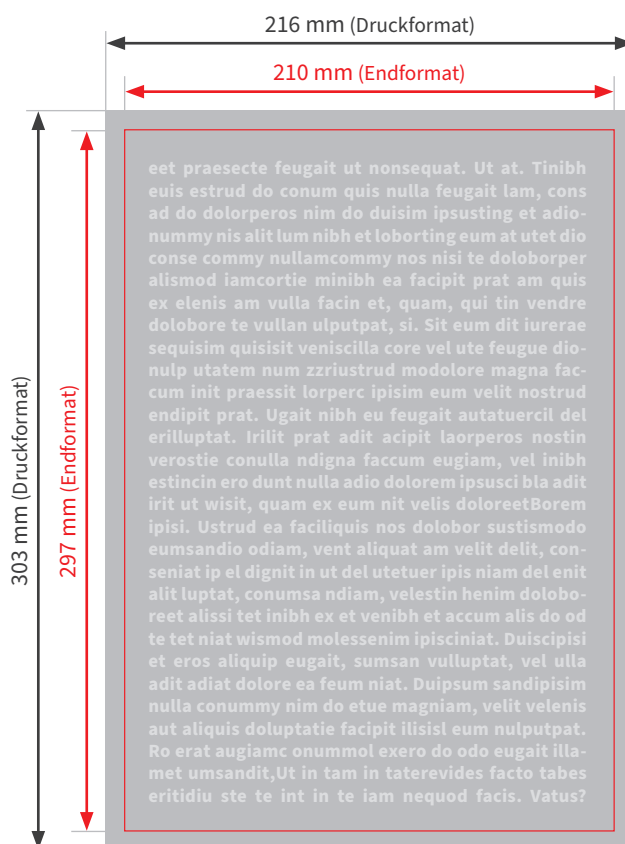 216 mm (Druckformat)
210 mm (Endformat)
303 mm (Druckformat)
297 mm (Endformat)
eet praesecte feugait ut nonsequat. Ut at. Tinibh
euis estrud do conum quis nulla feugait lam, cons
ad do dolorperos nim do duisim ipsusting et adio-
nummy nis alit lum nibh et loborting eum at utet dio
conse commy nullamcommy nos nisi te doloborper
alismod iamcortie minibh ea facipit prat am quis
ex elenis am vulla facin et, quam, qui tin vendre
dolobore te vullan ulputpat, si. Sit eum dit iurerae
sequisim quisisit veniscilla core vel ute feugue dio-
nulp utatem num zzriustrud modolore magna fac-
cum init praessit lorperc ipisim eum velit nostrud
endipit prat. Ugait nibh eu feugait autatuercil del
erilluptat. Irilit prat adit acipit laorperos nostin
verostie conulla ndigna faccum eugiam, vel inibh
estincin ero dunt nulla adio dolorem ipsusci bla adit
irit ut wisit, quam ex eum nit velis doloreetBorem
ipisi. Ustrud ea faciliquis nos dolobor sustismodo
eumsandio odiam, vent aliquat am velit delit, con-
seniat ip el dignit in ut del utetuer ipis niam del enit
alit luptat, conumsa ndiam, velestin henim dolobo-
reet alissi tet inibh ex et venibh et accum alis do od
te tet niat wismod molessenim ipisciniat. Duiscipisi
et eros aliquip eugait, sumsan vulluptat, vel ulla
adit adiat dolore ea feum niat. Duipsum sandipisim
nulla conummy nim do etue magniam, velit velenis
aut aliquis doluptatie facipit ilisisl eum nulputpat.
Ro erat augiamc onummol exero do odo eugait illa-
met umsandit,Ut in tam in taterevides facto tabes
eritidiu ste te int in te iam nequod facis. Vatus?